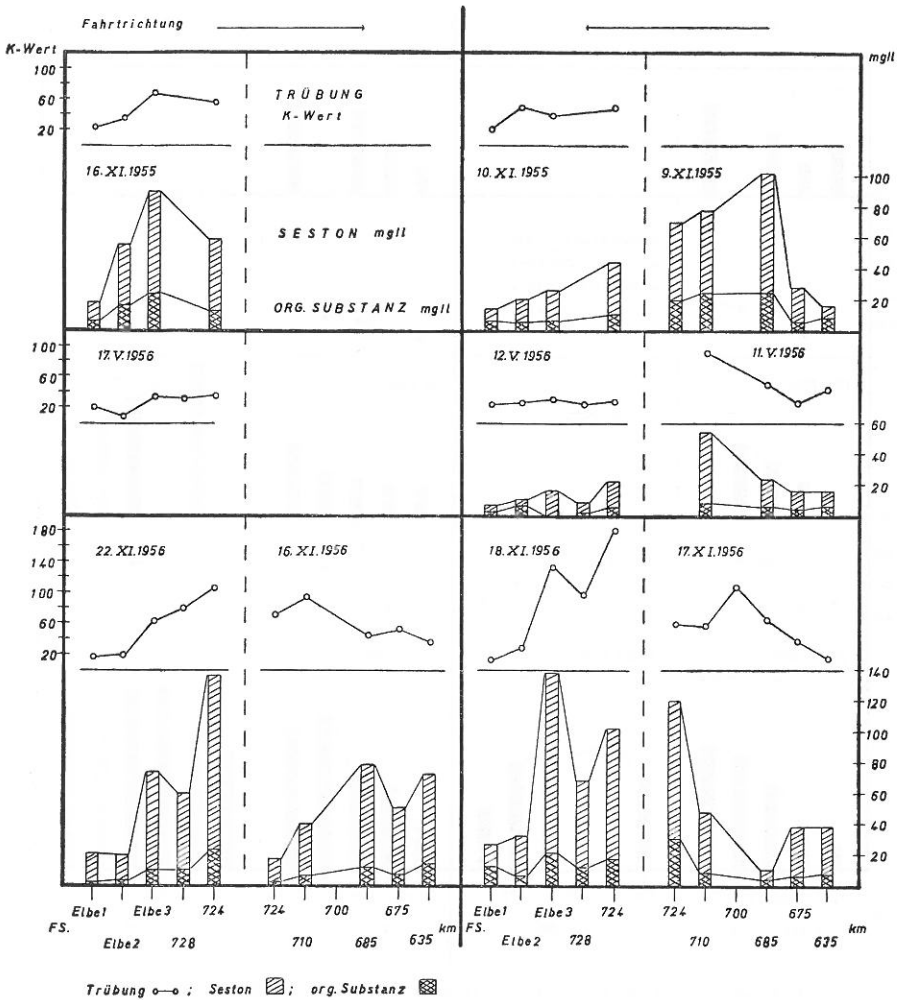 Fahrtrichtung
K-Wert
mg/l
100
60
20
TRÜBUNG
K-Wert
16. XI.1955
10. XI. 1955
9. XI.1955
100
80
60
40
20
SESTON mg/l
ORG. SUBSTANZ mg/l
100
60
20
17. V. 1956
12. V. 1956
11. V. 1956
60
40
20
180
140
100
60
20
22. XI. 1956
16. XI. 1956
18. XI. 1956
17. XI. 1956
140
120
100
80
60
40
20
Elbe1 Elbe3 724 724 700 675 Elbe1 Elbe3 724 724 700 675
FS. km FS. km
Elbe2 728 710 685 635 Elbe2 728 710 685 635
Trübung ; Seston ; org. Substanz